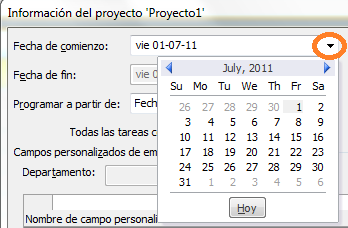 Información del proyecto 'Proyecto1'
Fecha de comienzo: vie 01-07-11
Fecha de fin: vie 0
Programar a partir de: Fech
July, 2011
Su Mo Tu We Th Fr Sa
26 27 28 29 30 1 2
3 4 5 6 7 8 9
10 11 12 13 14 15 16
17 18 19 20 21 22 23
24 25 26 27 28 29 30
31 1 2 3 4 5 6
Hoy
Todas las tareas c
Campos personalizados de em
Departamento:
Nombre de campo personali